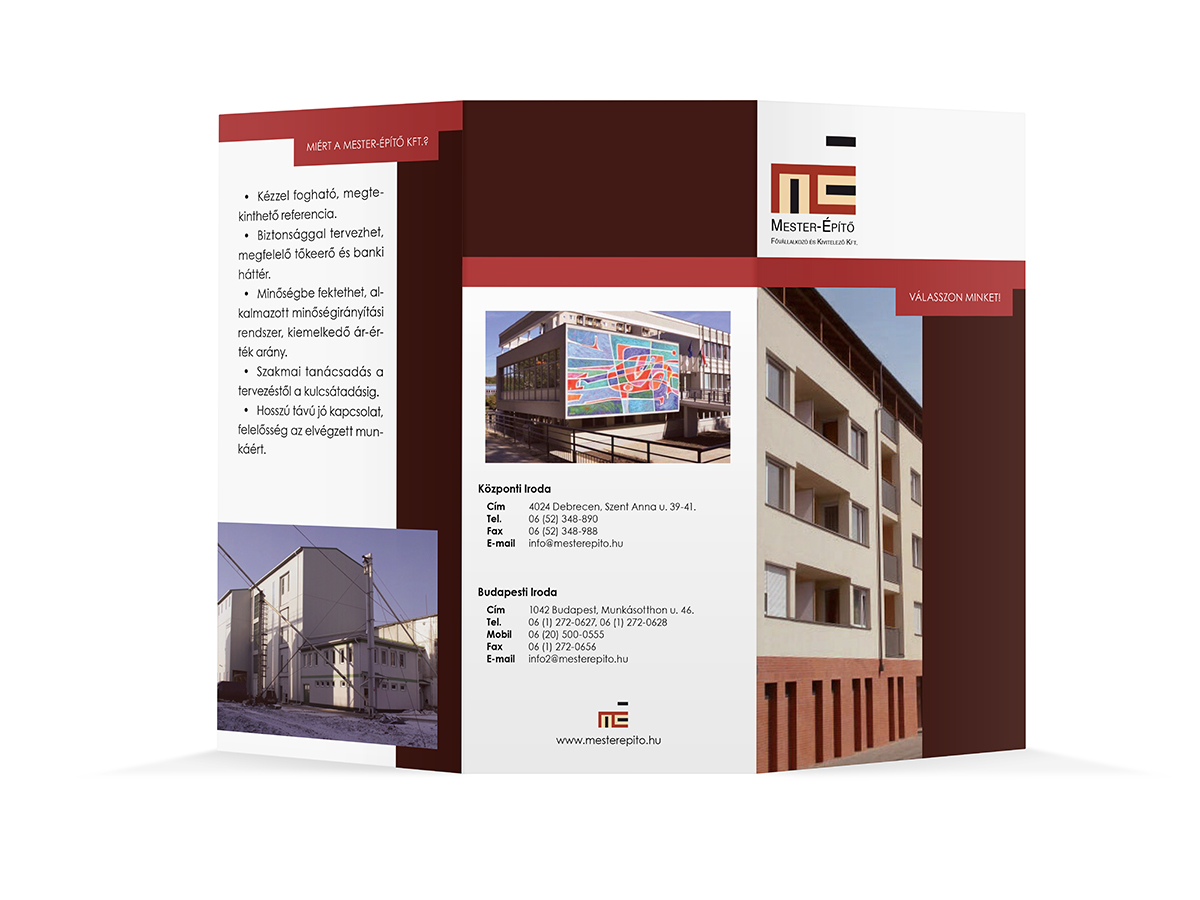 MIÉRT A MESTER-ÉPÍTŐ KFT.?
• Kézzel fogható, megte-
kinthető referencia.
• Biztonsággal tervezhet,
megfelelő tőkeerő és banki
háttér.
• Minőségbe fektethet, al-
kalmazott minőségirányítási
rendszer, kiemelkedő ár-ér-
ték arány.
• Szakmai tanácsadás a
tervezéstől a kulcsátadásig.
• Hosszú távú jó kapcsolat,
felelősség az elvégzett mun-
káért.
Központi Iroda
Cím 4024 Debrecen, Szent Anna u. 39-41.
Tel. 06 (52) 348-890
Fax 06 (52) 348-988
E-mail info@mesterepito.hu
Budapesti Iroda
Cím 1042 Budapest, Munkásotthon u. 46.
Tel. 06 (1) 272-0627, 06 (1) 272-0628
Mobil 06 (20) 500-0555
Fax 06 (1) 272-0656
E-mail info2@mesterepito.hu
MÉ
www.mesterepito.hu
MÉ
MESTER-ÉPÍTŐ
FŐVÁLLALKOZÓ ÉS KIVITELEZŐ KFT.
VÁLASSZON MINKET!